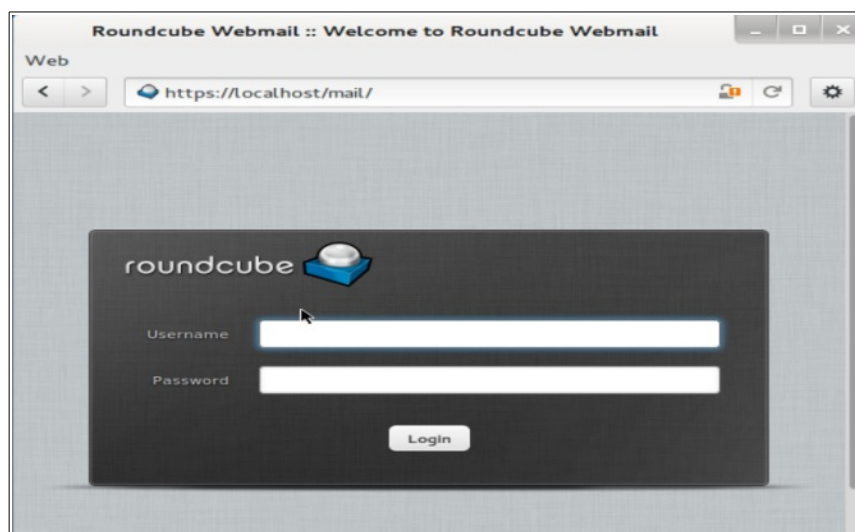 Roundcube Webmail :: Welcome to Roundcube Webmail
Web
https://localhost/mail/
roundcube
Username
Password
Login